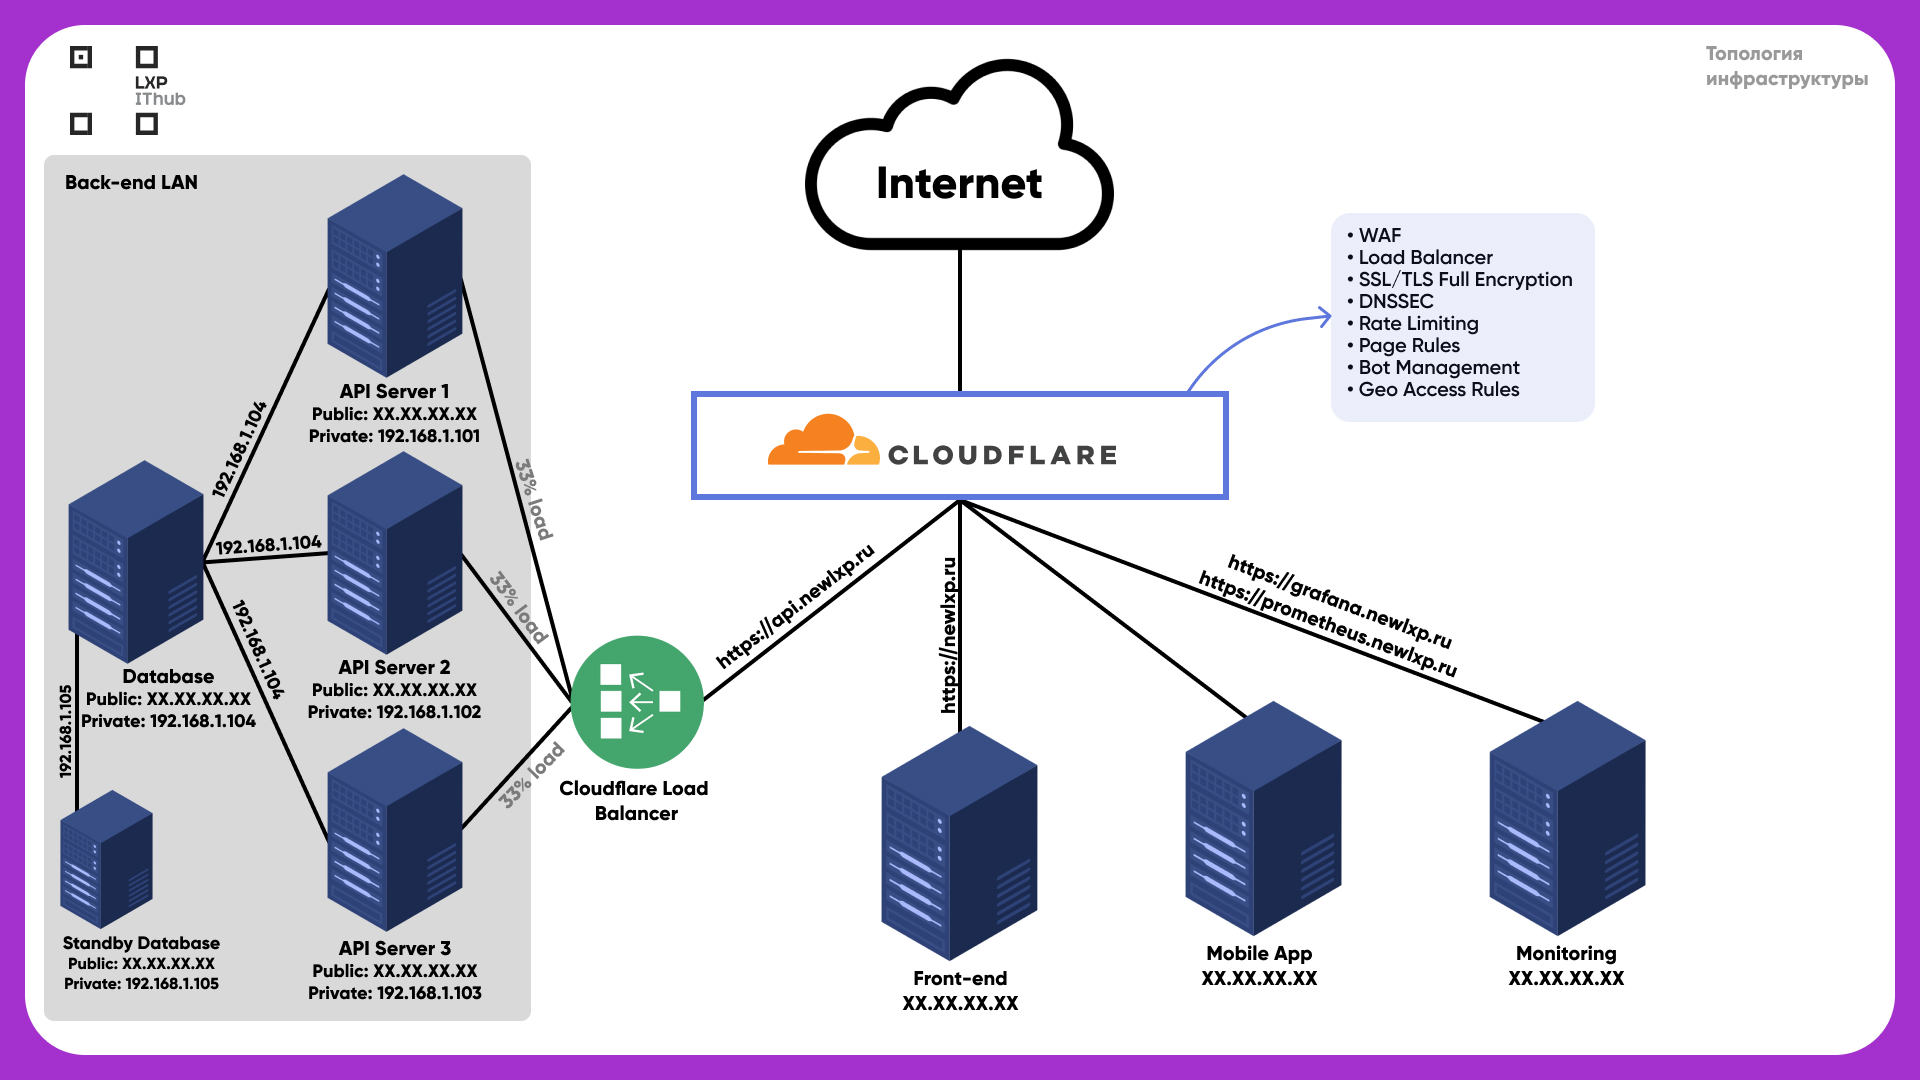 LXP
IThub
Топология
инфраструктуры
Internet
• WAF
• Load Balancer
• SSL/TLS Full Encryption
• DNSSEC
• Rate Limiting
• Page Rules
• Bot Management
• Geo Access Rules
CLOUDFLARE
Back-end LAN
API Server 1
Public: XX.XX.XX.XX
Private: 192.168.1.101
192.168.1.104
33% load
192.168.1.104
API Server 2
Public: XX.XX.XX.XX
Private: 192.168.1.102
33% load
192.168.1.104
Database
Public: XX.XX.XX.XX
Private: 192.168.1.104
192.168.1.105
API Server 3
Public: XX.XX.XX.XX
Private: 192.168.1.103
33% load
Standby Database
Public: XX.XX.XX.XX
Private: 192.168.1.105
Cloudflare Load
Balancer
https://api.newlxp.ru
https://newlxp.ru
https://grafana.newlxp.ru
https://prometheus.newlxp.ru
Front-end
XX.XX.XX.XX
Mobile App
XX.XX.XX.XX
Monitoring
XX.XX.XX.XX